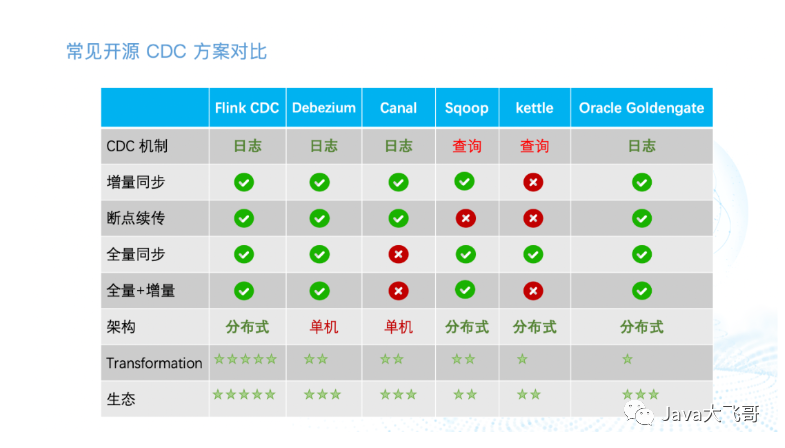 常见开源 CDC 方案对比
Flink CDC Debezium Canal Sqoop kettle Oracle Goldengate
CDC 机制 日志 日志 日志 查询 查询 日志
增量同步
断点续传
全量同步
全量+增量
架构 分布式 单机 单机 分布式 分布式 分布式
Transformation
生态
Java大飞哥